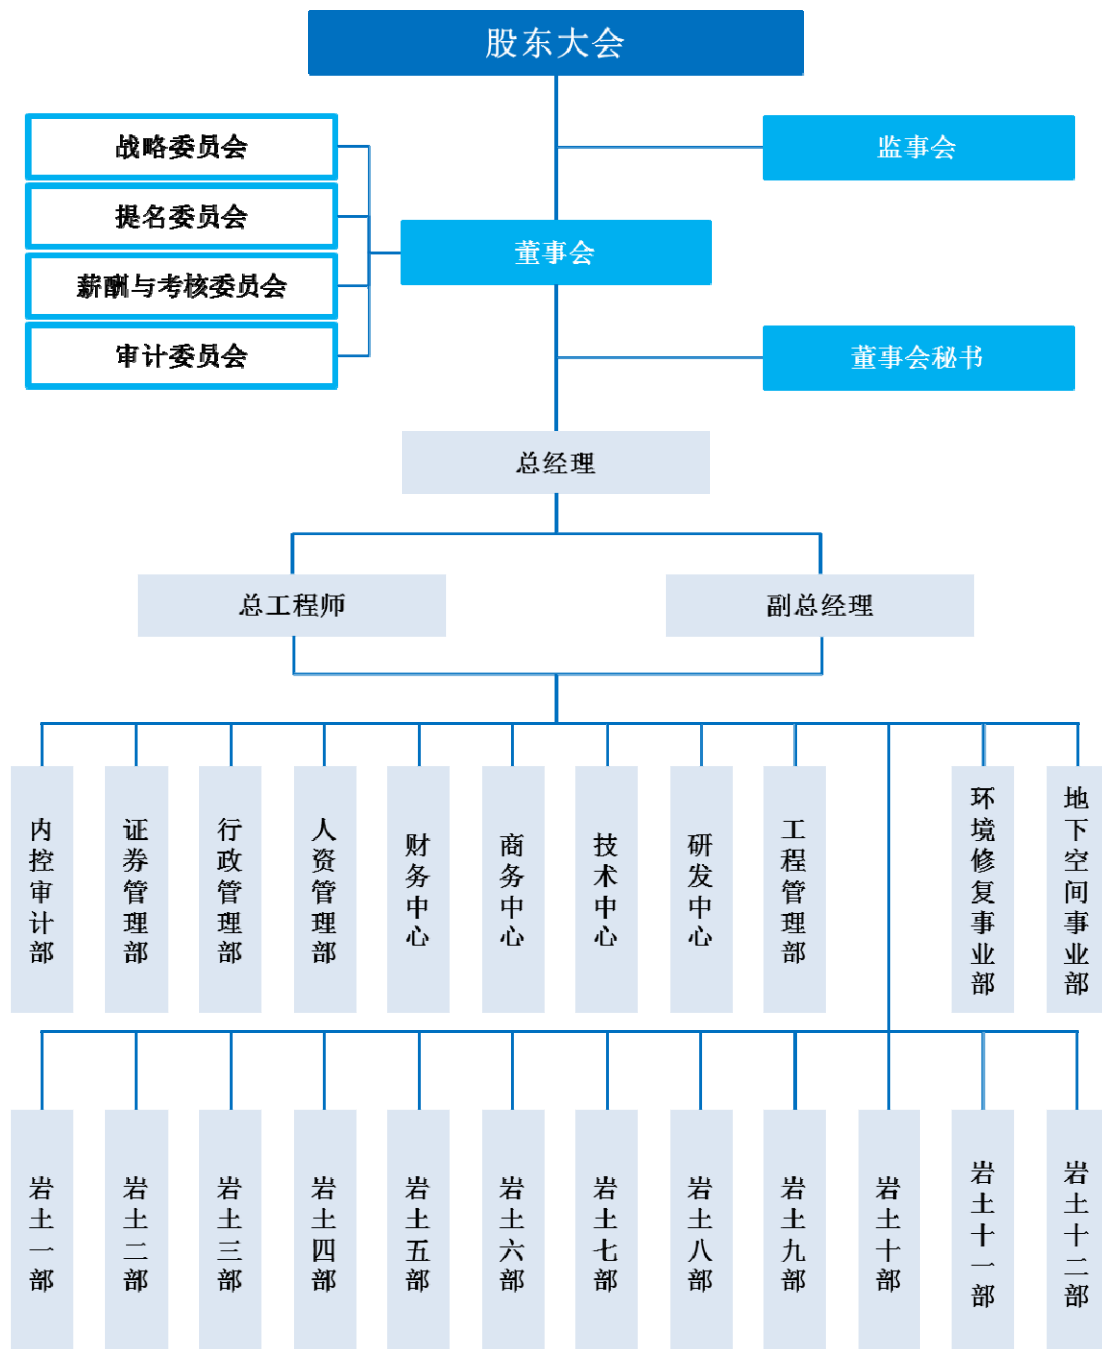 股东大会
战略委员会
监事会
提名委员会
董事会
薪酬与考核委员会
审计委员会
董事会秘书
总经理
总工程师
副总经理
内控审计部
证券管理部
行政管理部
人资管理部
财务中心
商务中心
技术中心
研发中心
工程管理部
环境修复事业部
地下空间事业部
岩土一部
岩土二部
岩土三部
岩土四部
岩土五部
岩土六部
岩土七部
岩土八部
岩土九部
岩土十部
岩土十一部
岩土十二部